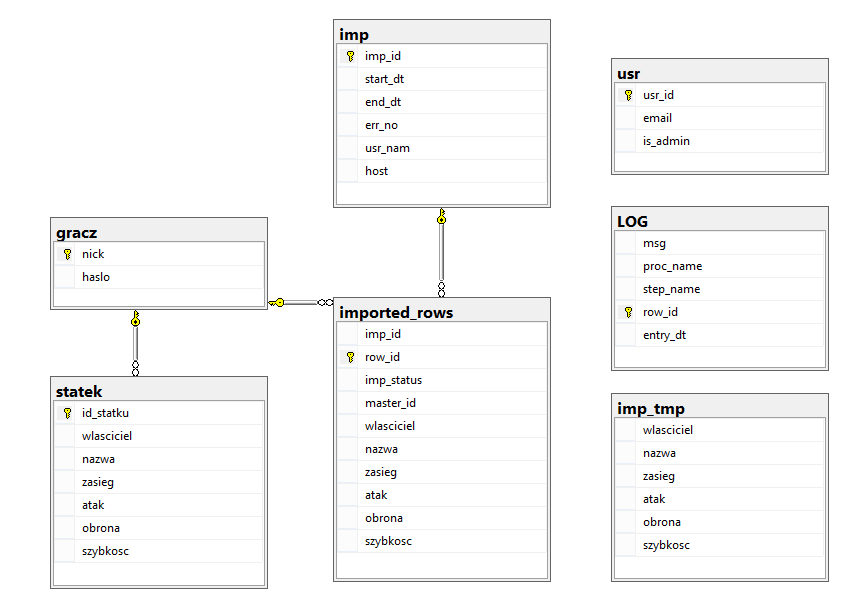 imp
imp_id
start_dt
end_dt
err_no
usr_nam
host
usr
usr_id
email
is_admin
gracz
nick
haslo
LOG
msg
proc_name
step_name
row_id
entry_dt
imported_rows
imp_id
row_id
imp_status
master_id
wlasciciel
nazwa
zasieg
atak
obrona
szybkosc
statek
id_statku
wlasciciel
nazwa
zasieg
atak
obrona
szybkosc
imp_tmp
wlasciciel
nazwa
zasieg
atak
obrona
szybkosc